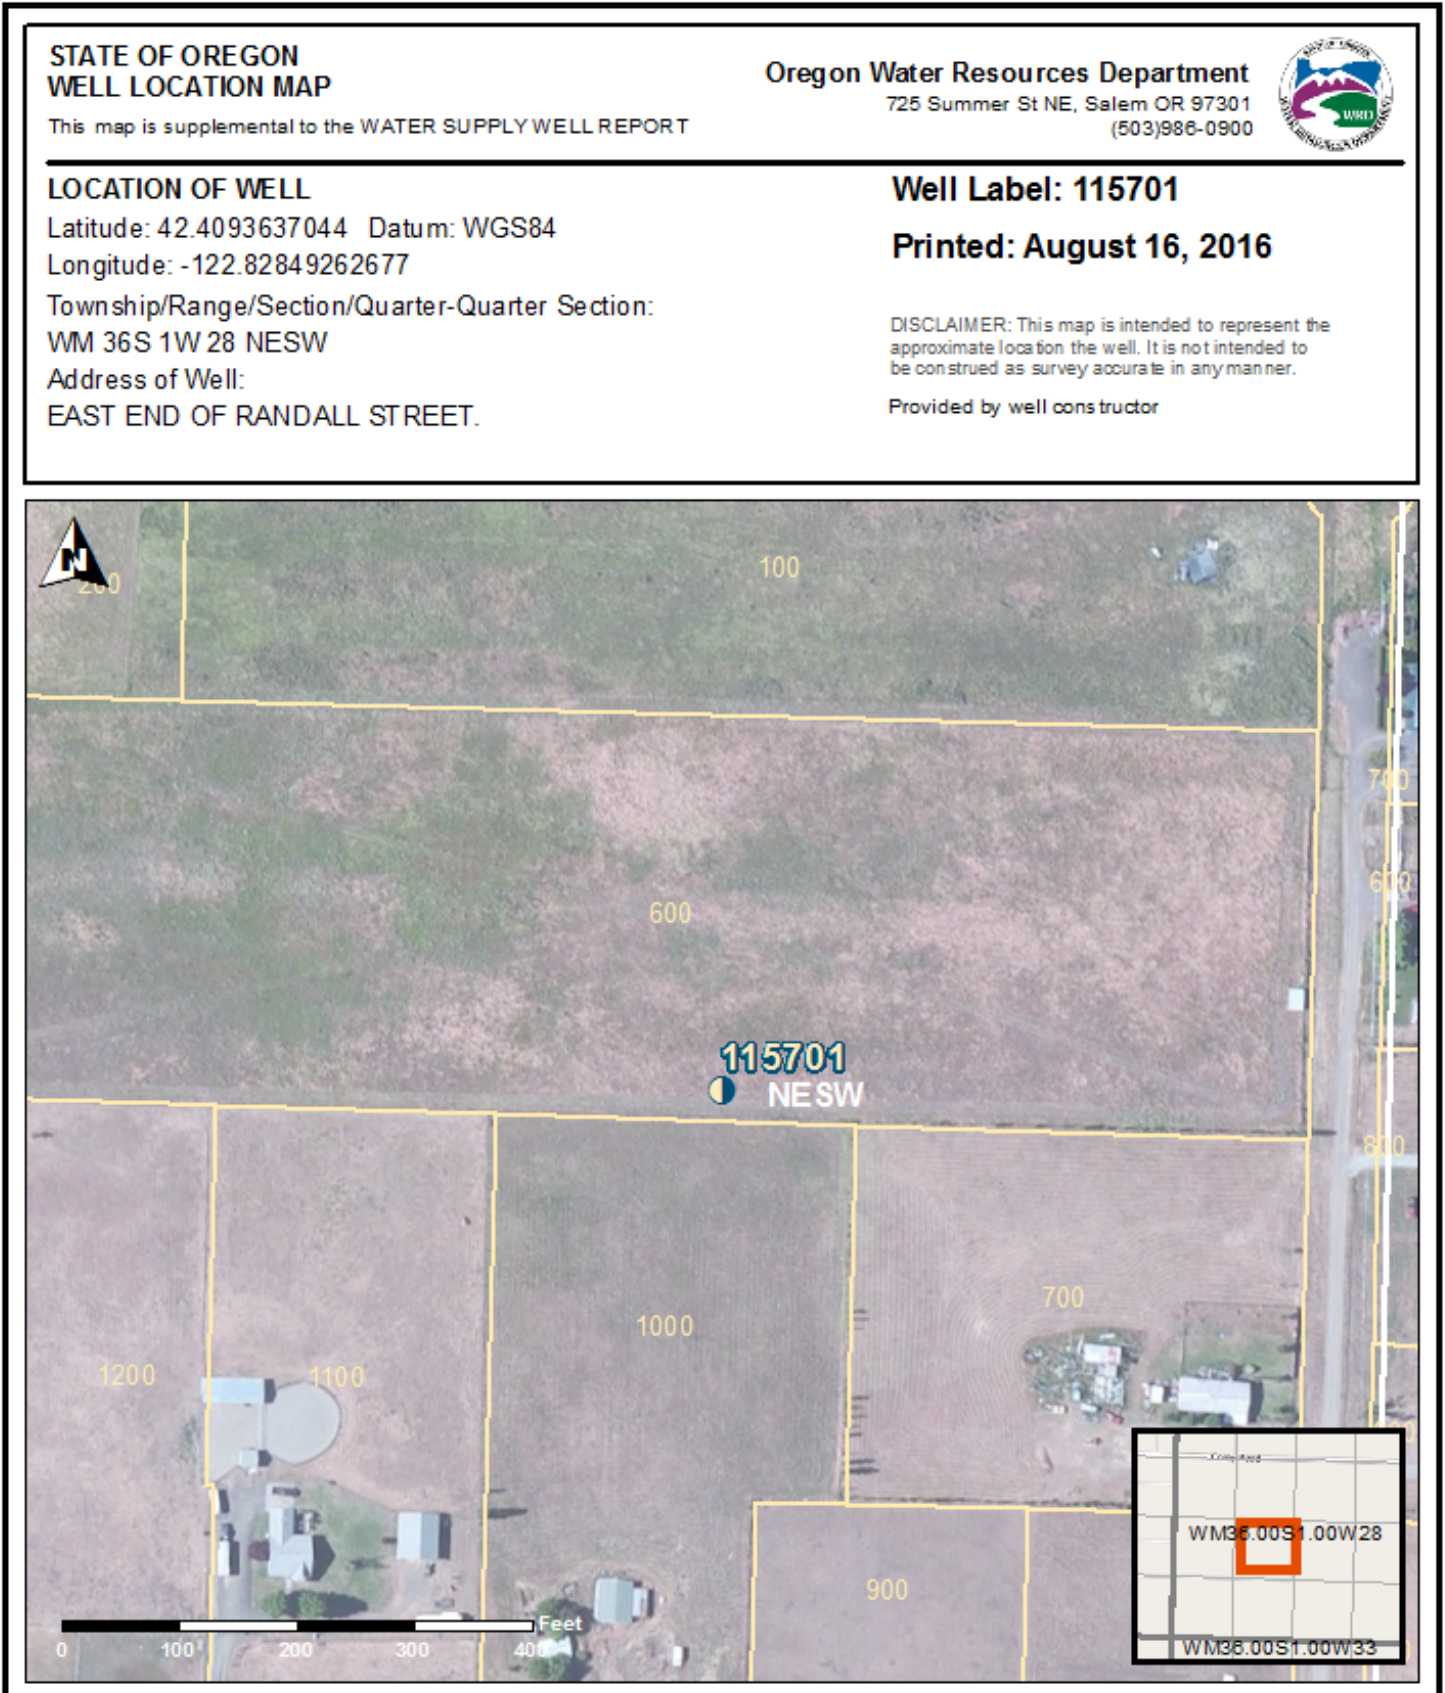 STATE OF OREGON
WELL LOCATION MAP
This map is supplemental to the WATER SUPPLY WELL REPORT
Oregon Water Resources Department
725 Summer St NE, Salem OR 97301
(503)986-0900
WRD
LOCATION OF WELL
Latitude: 42.4093637044 Datum: WGS84
Longitude: -122.82849262677
Township/Range/Section/Quarter-Quarter Section:
WM 36S 1W 28 NESW
Address of Well:
EAST END OF RANDALL STREET.
Well Label: 115701
Printed: August 16, 2016
DISCLAIMER: This map is intended to represent the
approximate location the well. It is not intended to
be construed as survey accurate in any manner.
Provided by well constructor
N
200
100
700
600
600
115701
NESW
800
700
1000
1200
1100
900
WM36.00S1.00W28
WM36.00S1.00W33
Feet
0 100 200 300 400